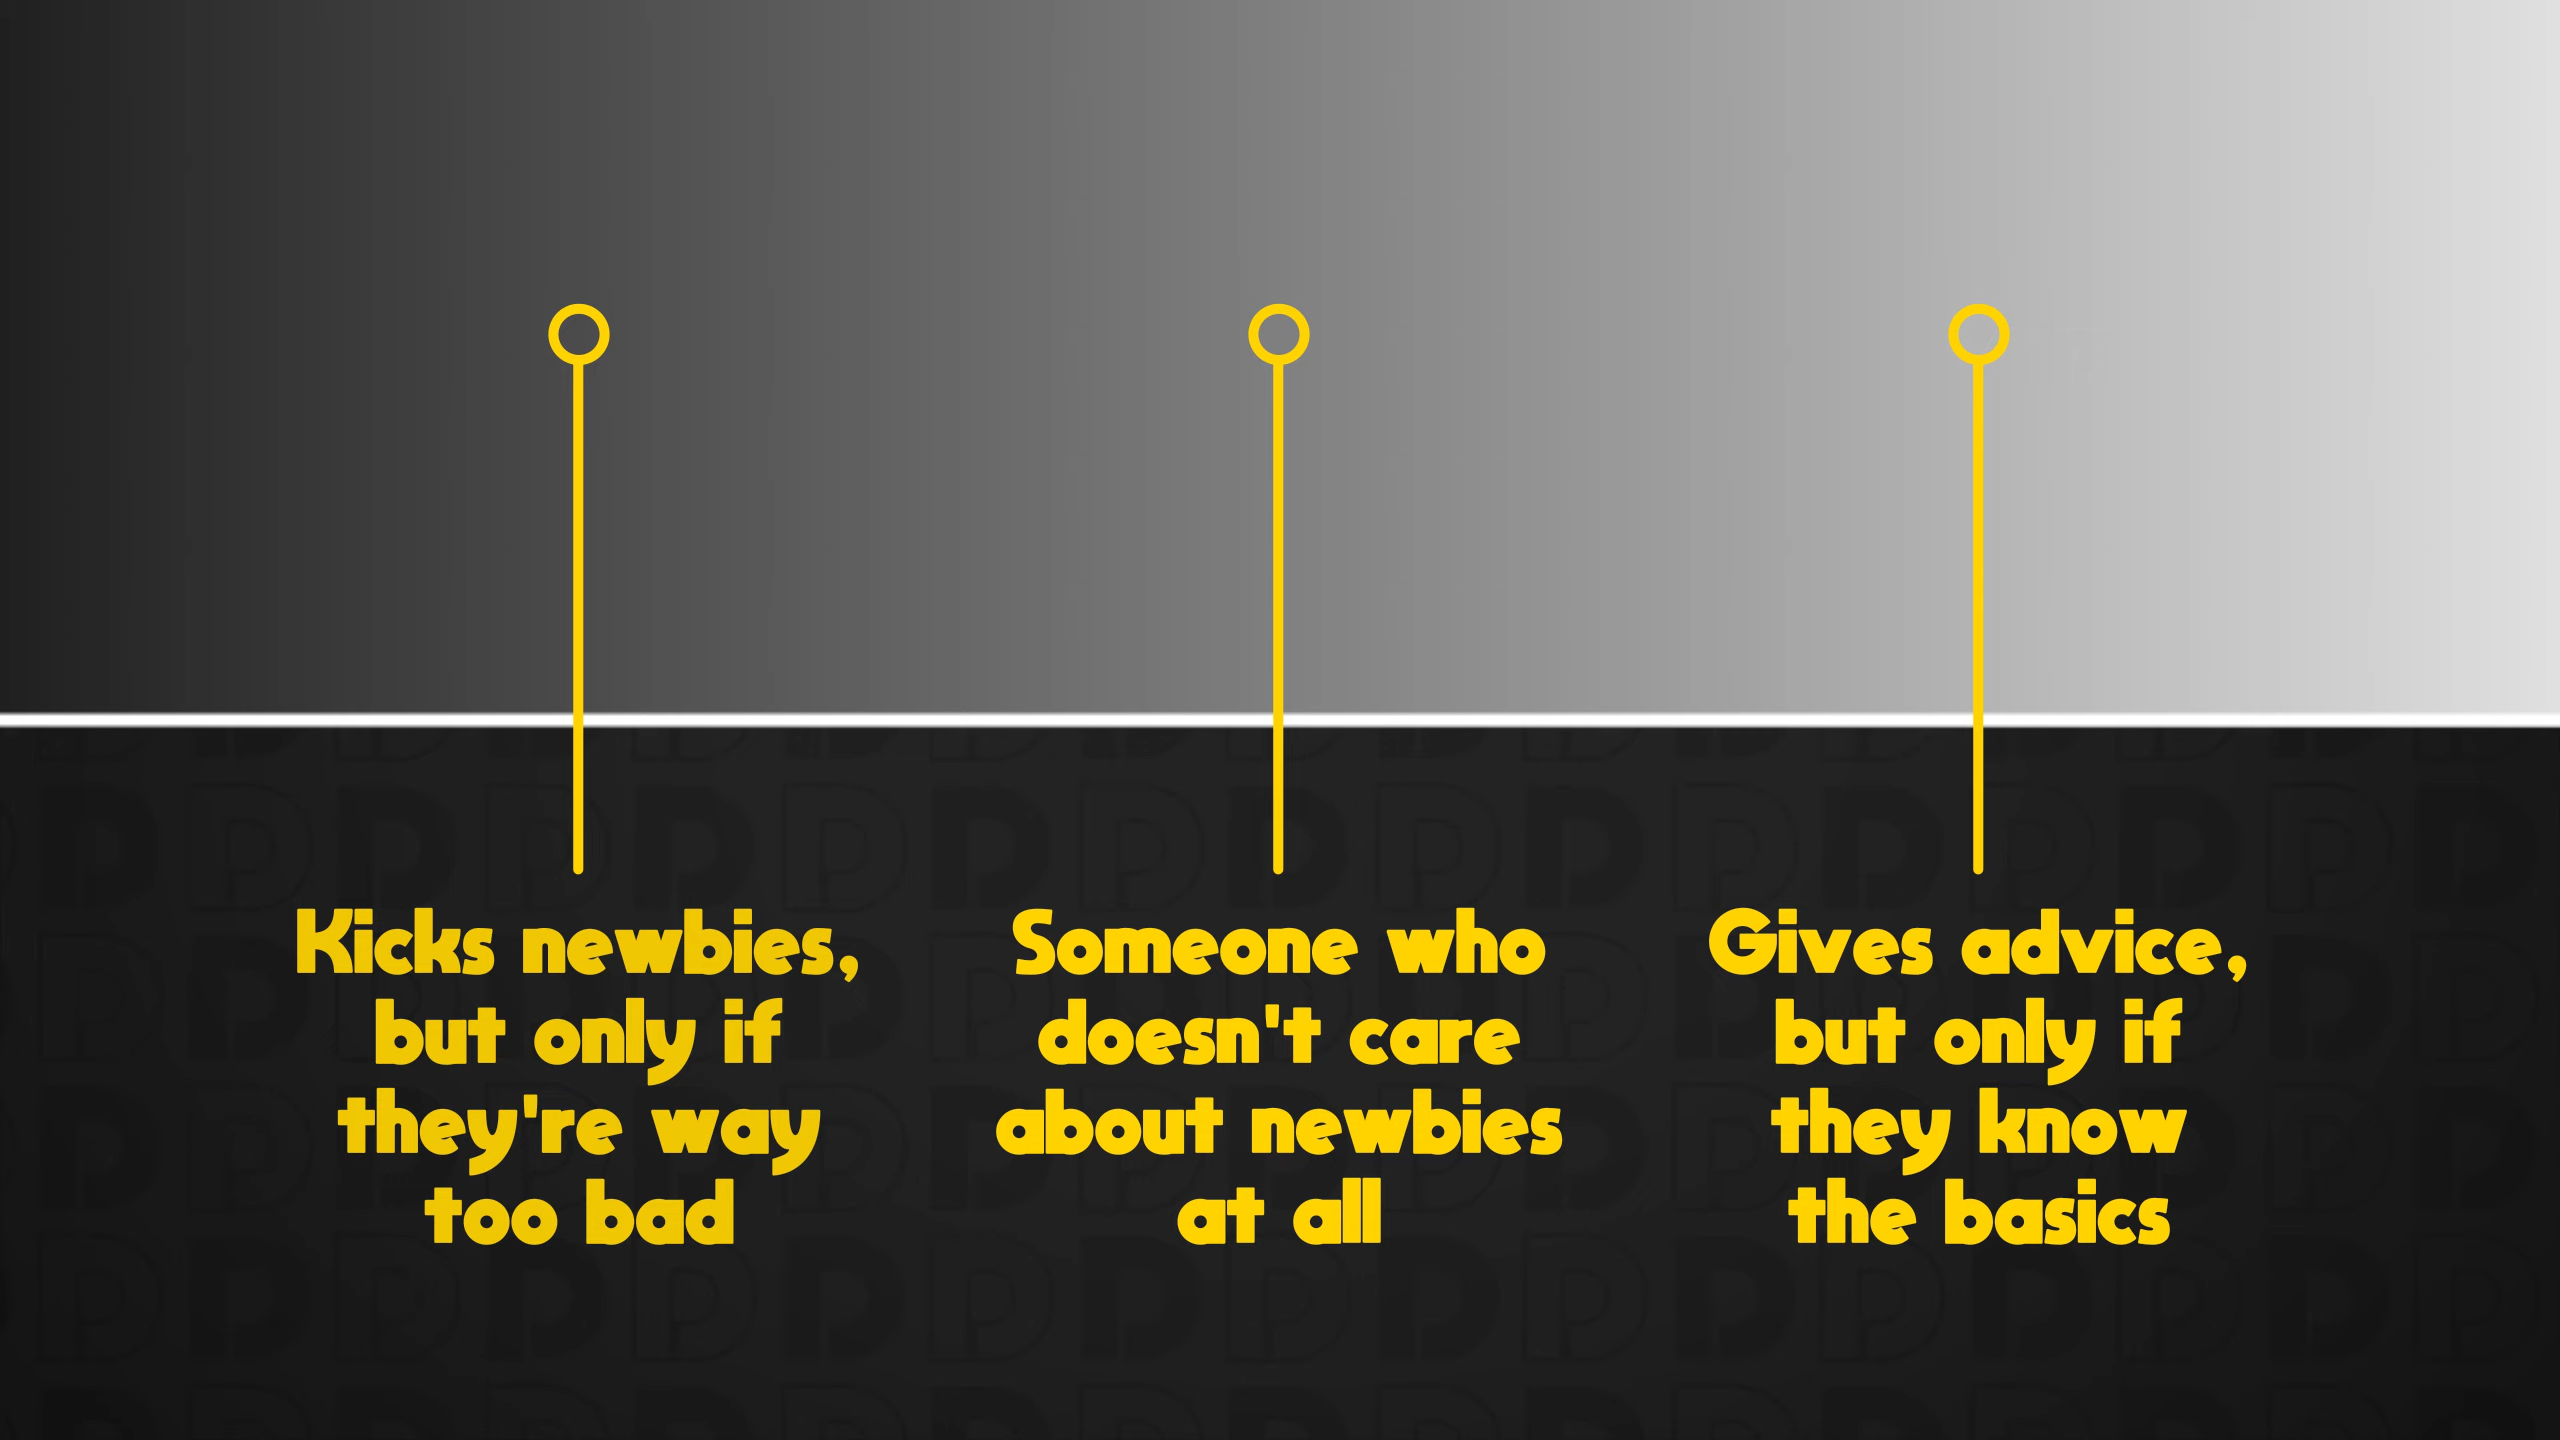 Kicks newbies,
but only if
they're way
too bad
Someone who
doesn't care
about newbies
at all
Gives advice,
but only if
they know
the basics